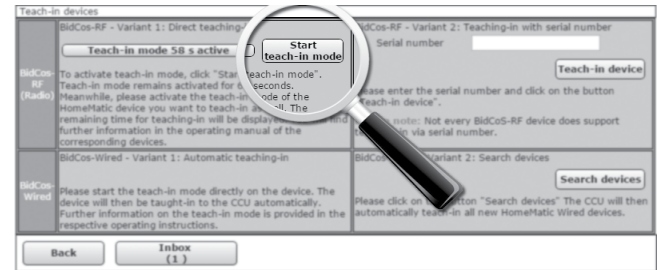 Teach-in devices
BidCos-RF - Variant 1: Direct teaching-
Teach-in mode 58 s active
Start
teach-in mode
BidCos-
RF
(Radio)
To activate teach-in mode, click "Start teach-in mode".
Teach-in mode remains activated for seconds.
Meanwhile, please activate the teach-in mode of the
HomeMatic device you want to teach-in as The
remaining time for teaching-in will be displayed find
further information in the operating manual of the
corresponding devices.
BidCos-RF - Variant 2: Teaching-in with serial number
Serial number
Teach-in device
Please enter the serial number and click on the button
"Teach-in device".
note: Not every BidCoS-RF device does support
via serial number.
BidCos-
Wired
BidCos-Wired - Variant 1: Automatic teaching-in
Please start the teach-in mode directly on the device. The
device will then be taught-in to the CCU automatically.
Further information on the teach-in mode is provided in the
respective operating instructions.
Variant 2: Search devices
Search devices
Please click on button "Search devices" The CCU will then
automatically teach-in all new HomeMatic Wired devices.
Back
Inbox
(1 )